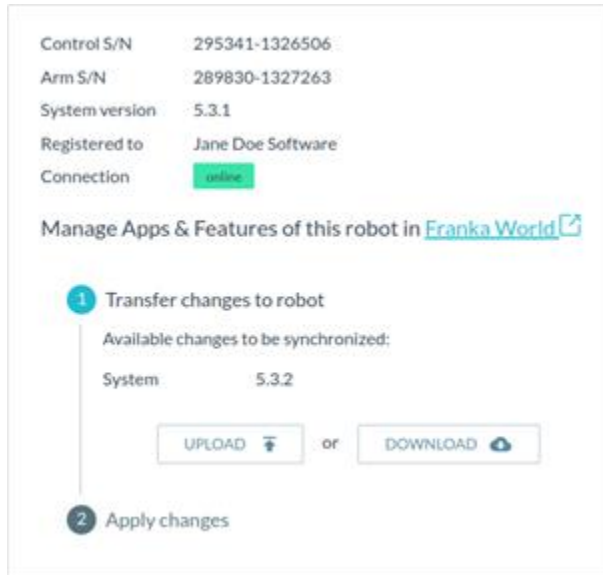 Control S/N 295341-1326506
Arm S/N 289830-1327263
System version 5.3.1
Registered to Jane Doe Software
Connection online
Manage Apps & Features of this robot in Franka World
1 Transfer changes to robot
Available changes to be synchronized:
System 5.3.2
UPLOAD or DOWNLOAD
2 Apply changes